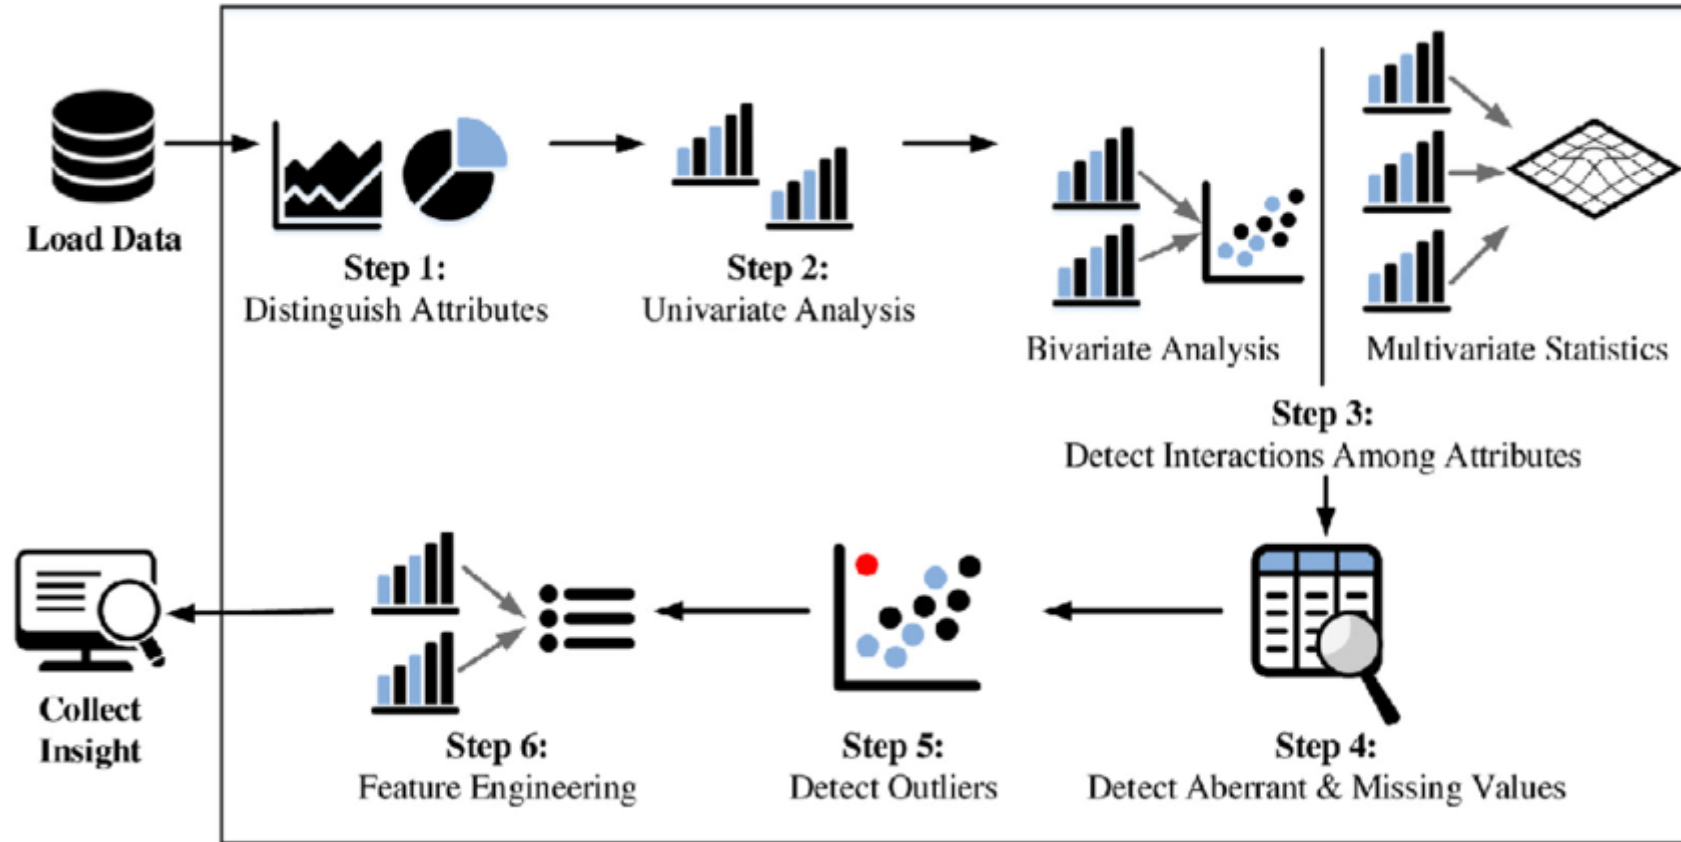 Load Data
Step 1:
Distinguish Attributes
Step 2:
Univariate Analysis
Bivariate Analysis
Multivariate Statistics
Step 3:
Detect Interactions Among Attributes
Step 4:
Detect Aberrant & Missing Values
Step 5:
Detect Outliers
Step 6:
Feature Engineering
Collect
Insight